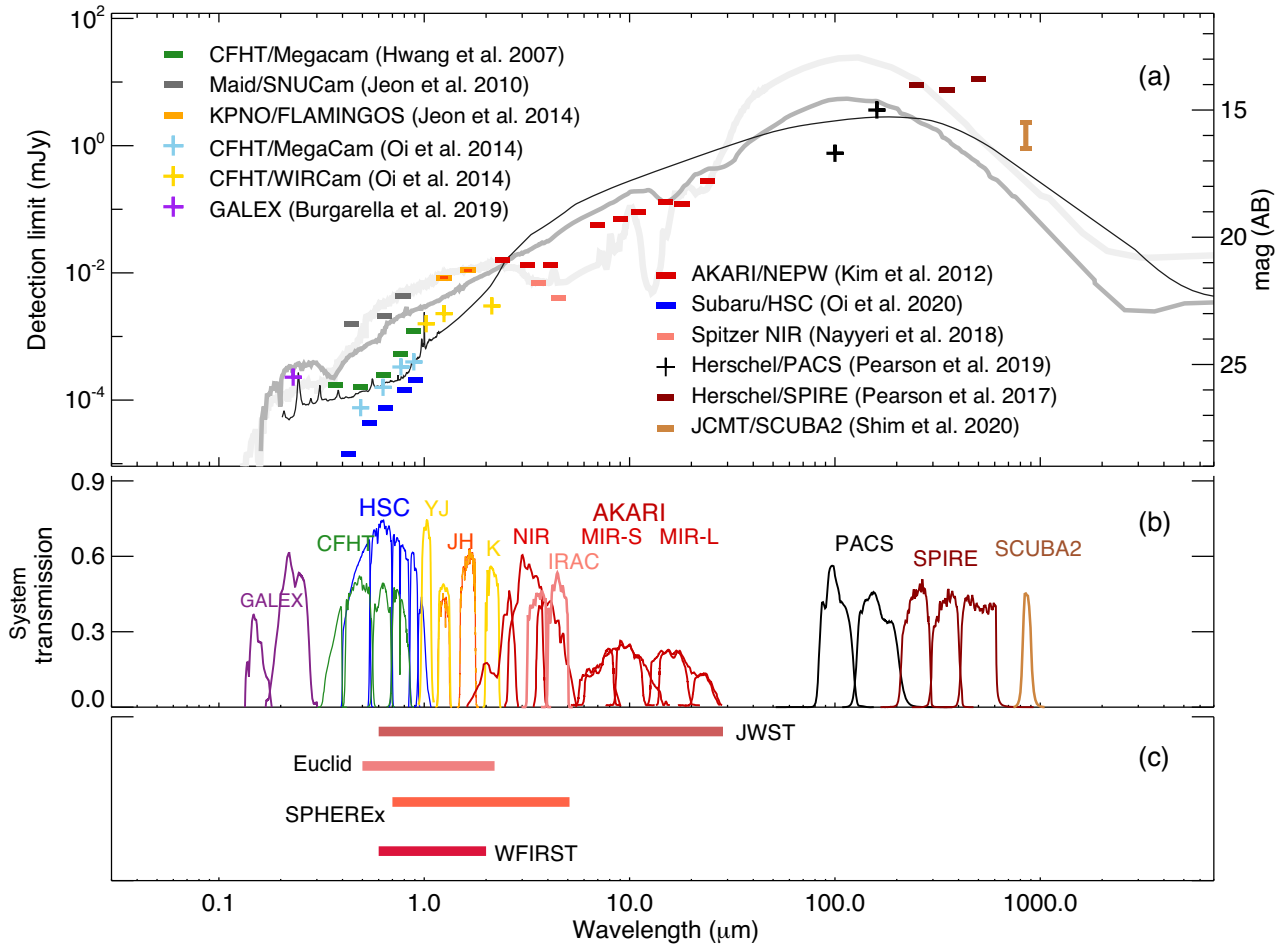 (a)
10²
10⁰
10⁻²
10⁻⁴
Detection limit (mJy)
15
20
25
mag (AB)
CFHT/Megacam (Hwang et al. 2007)
Maid/SNUCam (Jeon et al. 2010)
KPNO/FLAMINGOS (Jeon et al. 2014)
CFHT/MegaCam (Oi et al. 2014)
CFHT/WIRCam (Oi et al. 2014)
GALEX (Burgarella et al. 2019)
AKARI/NEPW (Kim et al. 2012)
Subaru/HSC (Oi et al. 2020)
Spitzer NIR (Nayyeri et al. 2018)
Herschel/PACS (Pearson et al. 2019)
Herschel/SPIRE (Pearson et al. 2017)
JCMT/SCUBA2 (Shim et al. 2020)
(b)
0.9
0.6
0.3
0.0
System
transmission
GALEX
CFHT
HSC
YJ
JH
K
NIR
IRAC
AKARI
MIR-S
MIR-L
PACS
SPIRE
SCUBA2
(c)
JWST
Euclid
SPHEREx
WFIRST
0.1
1.0
10.0
100.0
1000.0
Wavelength (μm)